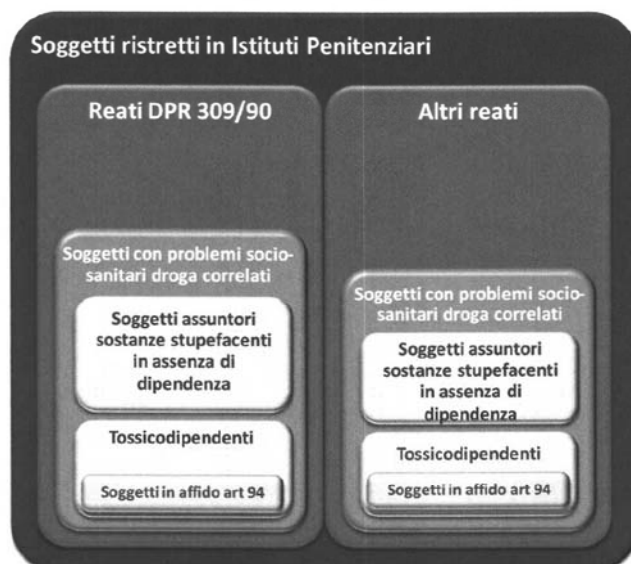 Soggetti ristretti in Istituti Penitenziari
Reati DPR 309/90
Soggetti con problemi socio-
sanitari droga correlati
Soggetti assuntori
sostanze stupefacenti
in assenza di
dipendenza
Tossicodipendenti
Soggetti in affido art 94
Altri reati
Soggetti con problemi socio-
sanitari droga correlati
Soggetti assuntori
sostanze stupefacenti
in assenza di
dipendenza
Tossicodipendenti
Soggetti in affido art 94